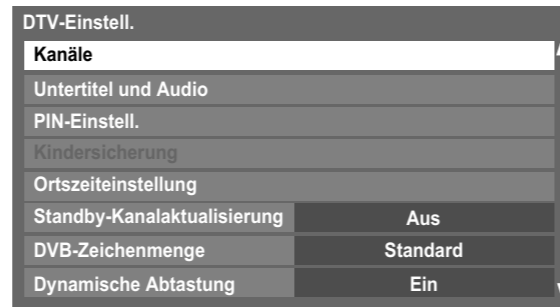 DTV-Einstell.
Kanäle
Untertitel und Audio
PIN-Einstell.
Kindersicherung
Ortszeiteinstellung
Standby-Kanalaktualisierung Aus
DVB-Zeichenmenge Standard
Dynamische Abtastung Ein